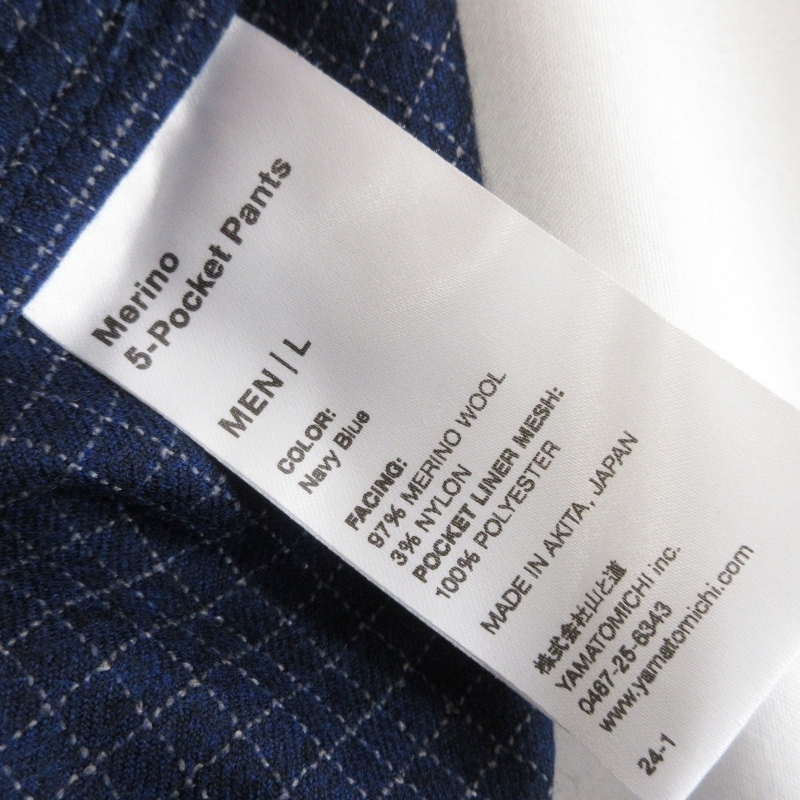 Merino
5-Pocket Pants
MEN | L
COLOR:
Navy Blue
FACING:
97% MERINO WOOL
3% NYLON
POCKET LINER MESH:
100% POLYESTER
MADE IN AKITA, JAPAN
株式会社山と道
YAMATOMICHI inc.
0467-25-6343
www.yamatomichi.com
24-1